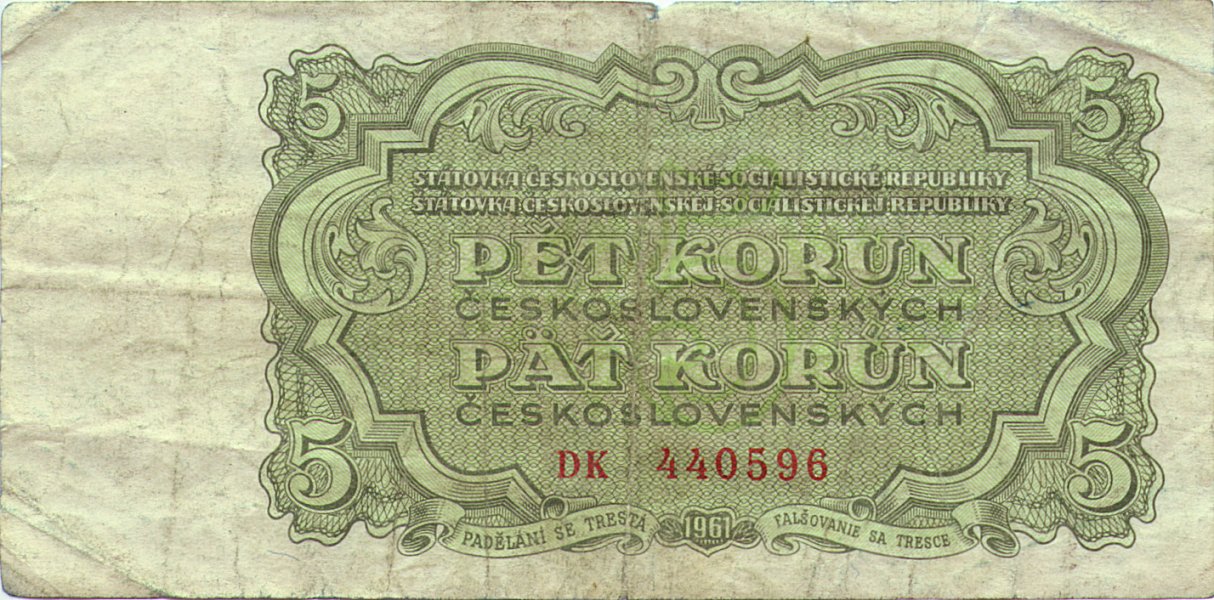 5 5
STÁTOVKA ČESKOSLOVENSKÉ SOCIALISTICKÉ REPUBLIKY
ŠTÁTOVKA ČESKOSLOVENSKEJ SOCIALISTICKEJ REPUBLIKY
PĚT KORUN
ČESKOSLOVENSKÝCH
PÄŤ KORÚN
ČESKOSLOVENSKÝCH
DK 440596
5 5
PADĚLÁNÍ SE TRESTÁ 1961 FALŠOVANIE SA TRESCE